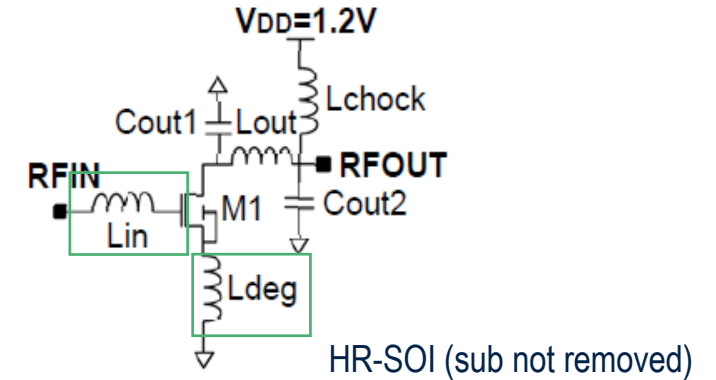 VDD=1.2V
Lchock
Cout1
Lout
RFOUT
RFIN
M1
Cout2
Lin
Ldeg
HR-SOI (sub not removed)